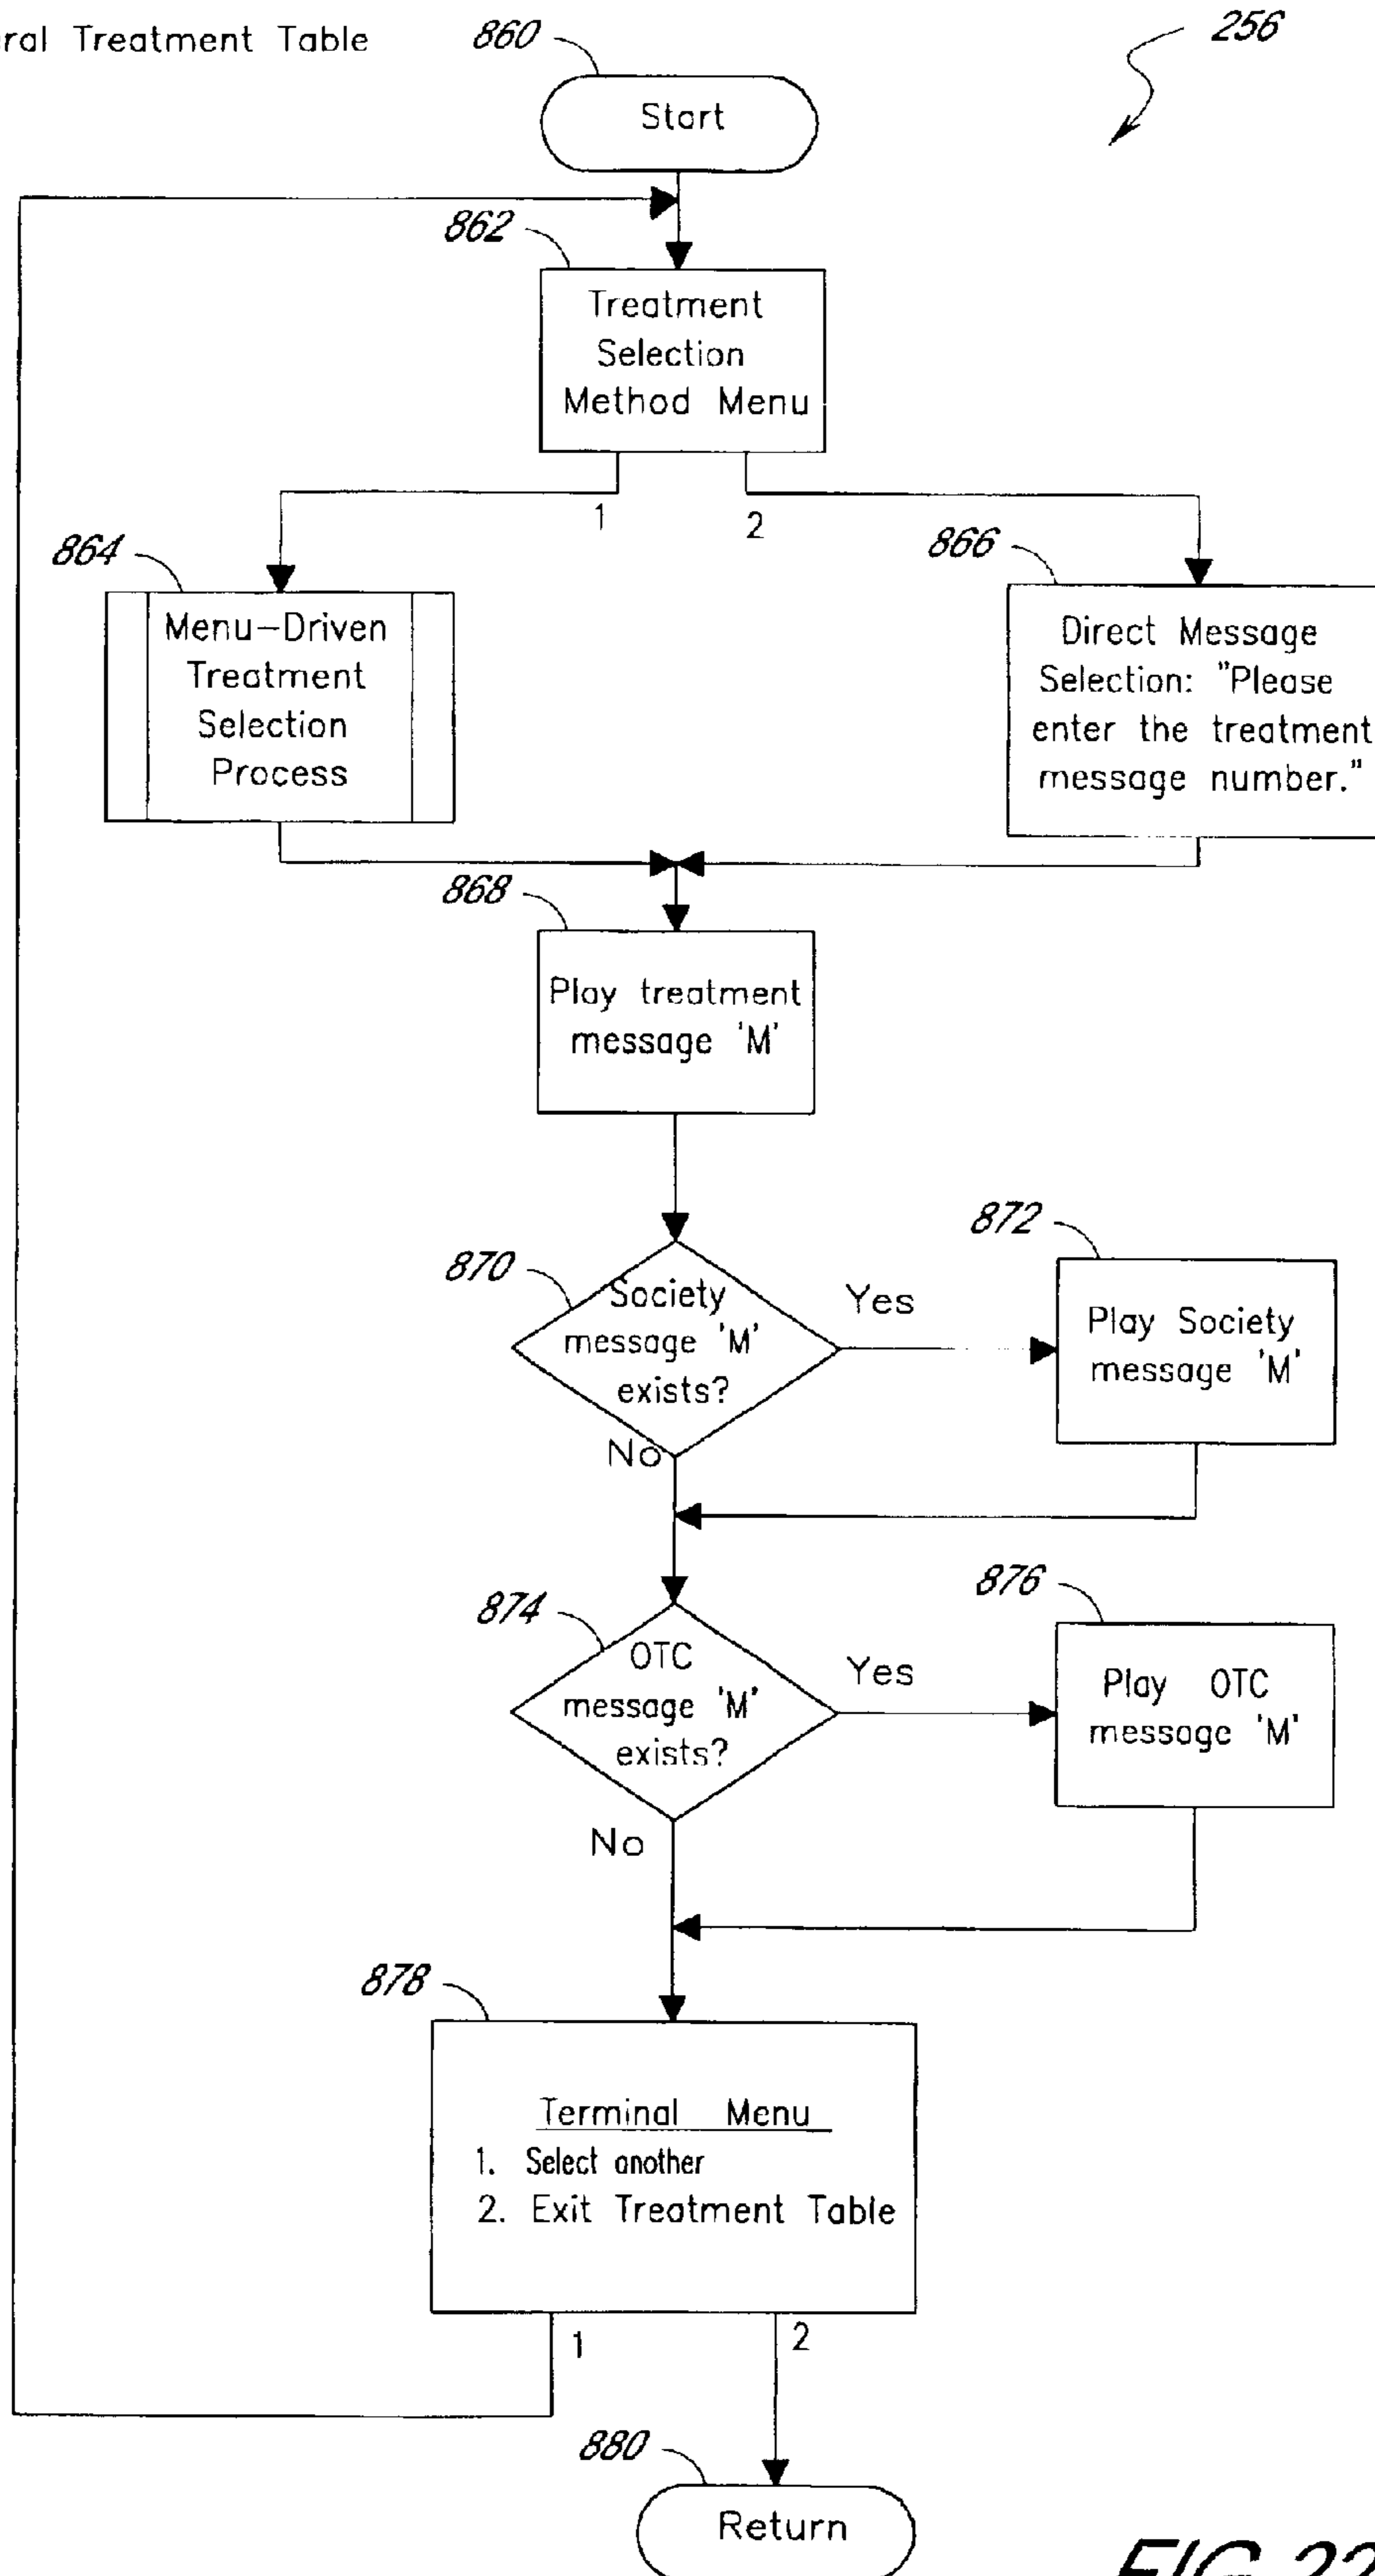 Treatment Table
860
256
Start
862
Treatment
Selection
Method Menu
1
2
864
866
Menu-Driven
Treatment
Selection
Process
Direct Message
Selection: "Please
enter the treatment
message number."
868
Play treatment
message 'M'
870
Society
message 'M'
exists?
Yes
No
872
Play Society
message 'M'
874
OTC
message 'M'
exists?
Yes
No
876
Play OTC
message 'M'
878
Terminal Menu
1. Select another
2. Exit Treatment Table
1
2
880
Return
FIG. 22